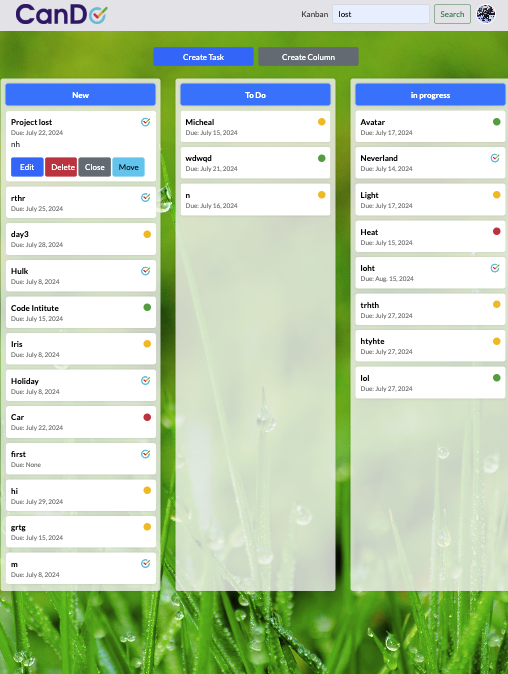 CanDo
Kanban
lost
Search
Create Task
Create Column
New
Project lost
Due: July 22, 2024
nh
Edit
Delete
Close
Move
rthr
Due: July 25, 2024
day3
Due: July 28, 2024
Hulk
Due: July 8, 2024
Code Intitute
Due: July 15, 2024
Iris
Due: July 8, 2024
Holiday
Due: July 8, 2024
Car
Due: July 22, 2024
first
Due: None
hi
Due: July 29, 2024
grtg
Due: July 15, 2024
m
Due: July 8, 2024
To Do
Micheal
Due: July 15, 2024
wdwqd
Due: July 21, 2024
n
Due: July 16, 2024
in progress
Avatar
Due: July 17, 2024
Neverland
Due: July 14, 2024
Light
Due: July 17, 2024
Heat
Due: July 15, 2024
loht
Due: Aug. 15, 2024
trhth
Due: July 27, 2024
htyhte
Due: July 27, 2024
lol
Due: July 27, 2024